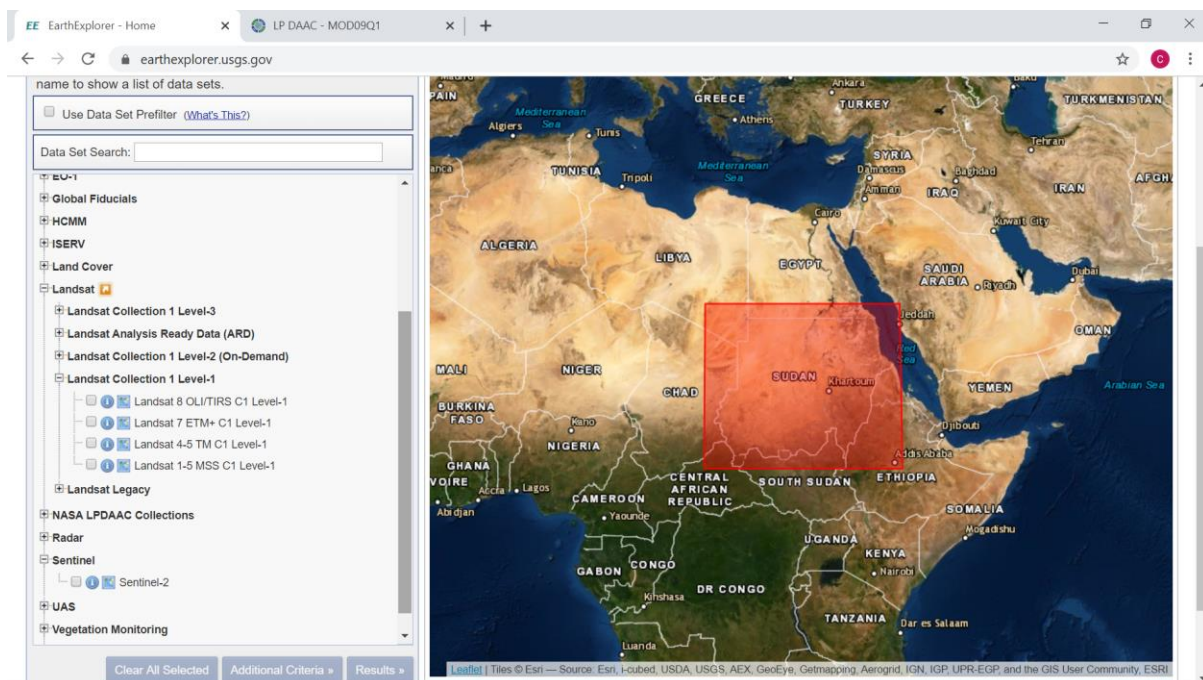 EE EarthExplorer - Home
LP DAAC - MOD09Q1
earthexplorer.usgs.gov
C
name to show a list of data sets.
Use Data Set Prefilter (What's This?)
Data Set Search:
EO-1
Global Fiducials
HCMM
ISERV
Land Cover
Landsat
Landsat Collection 1 Level-3
Landsat Analysis Ready Data (ARD)
Landsat Collection 1 Level-2 (On-Demand)
Landsat Collection 1 Level-1
Landsat 8 OLI/TIRS C1 Level-1
Landsat 7 ETM+ C1 Level-1
Landsat 4-5 TM C1 Level-1
Landsat 1-5 MSS C1 Level-1
Landsat Legacy
NASA LPDAAC Collections
Radar
Sentinel
Sentinel-2
UAS
Vegetation Monitoring
Clear All Selected
Additional Criteria »
Results »
Madrid
PAIN
GREECE
Athens
Ankara
TURKEY
Baku
TURKMENISTAN
Mediterranean
Sea
Algiers
Tunis
Tehran
anca
TUNISIA
Tripoli
Mediterranean
Sea
SYRIA
Damascus
Baghdad
Amman
IRAQ
IRAN
AFGH
Cairo
Kuwait City
ALGERIA
LIBYA
EGYPT
SAUDI
ARABIA
Riyadh
Dubai
Jeddah
OMAN
Red
Sea
MALI
NIGER
CHAD
SUDAN
Khartoum
YEMEN
Arabian Sea
BURKINA
FASO
Kano
NIGERIA
Djibouti
Addis Ababa
GHANA
VOIRE
Accra
Lagos
CENTRAL
AFRICAN
REPUBLIC
SOUTH SUDAN
ETHIOPIA
Abidjan
CAMEROON
Yaounde
SOMALIA
Mogadishu
UGANDA
KENYA
Nairobi
GABON
CONGO
Kinshasa
DR CONGO
TANZANIA
Dar es Salaam
Luanda
Leaflet | Tiles © Esri — Source: Esri, i-cubed, USDA, USGS, AEX, GeoEye, Getmapping, Aerogrid, IGN, IGP, UPR-EGP, and the GIS User Community, ESRI